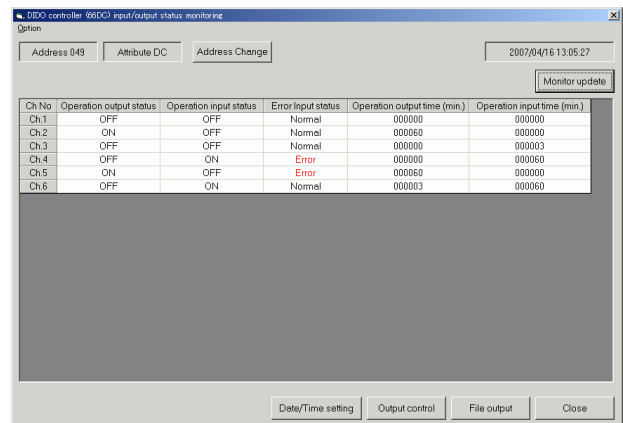 DIDO controller (66DC) input/output status monitoring
Option
Address 049 Attribute DC Address Change 2007/04/16 13:05:27
Monitor update
Ch No Operation output status Operation input status Error Input status Operation output time (min.) Operation input time (min.)
Ch.1 OFF OFF Normal 000000 000000
Ch.2 ON OFF Normal 000060 000000
Ch.3 OFF OFF Normal 000000 000003
Ch.4 OFF ON Error 000000 000060
Ch.5 ON OFF Error 000060 000000
Ch.6 OFF ON Normal 000003 000060
Date/Time setting Output control File output Close